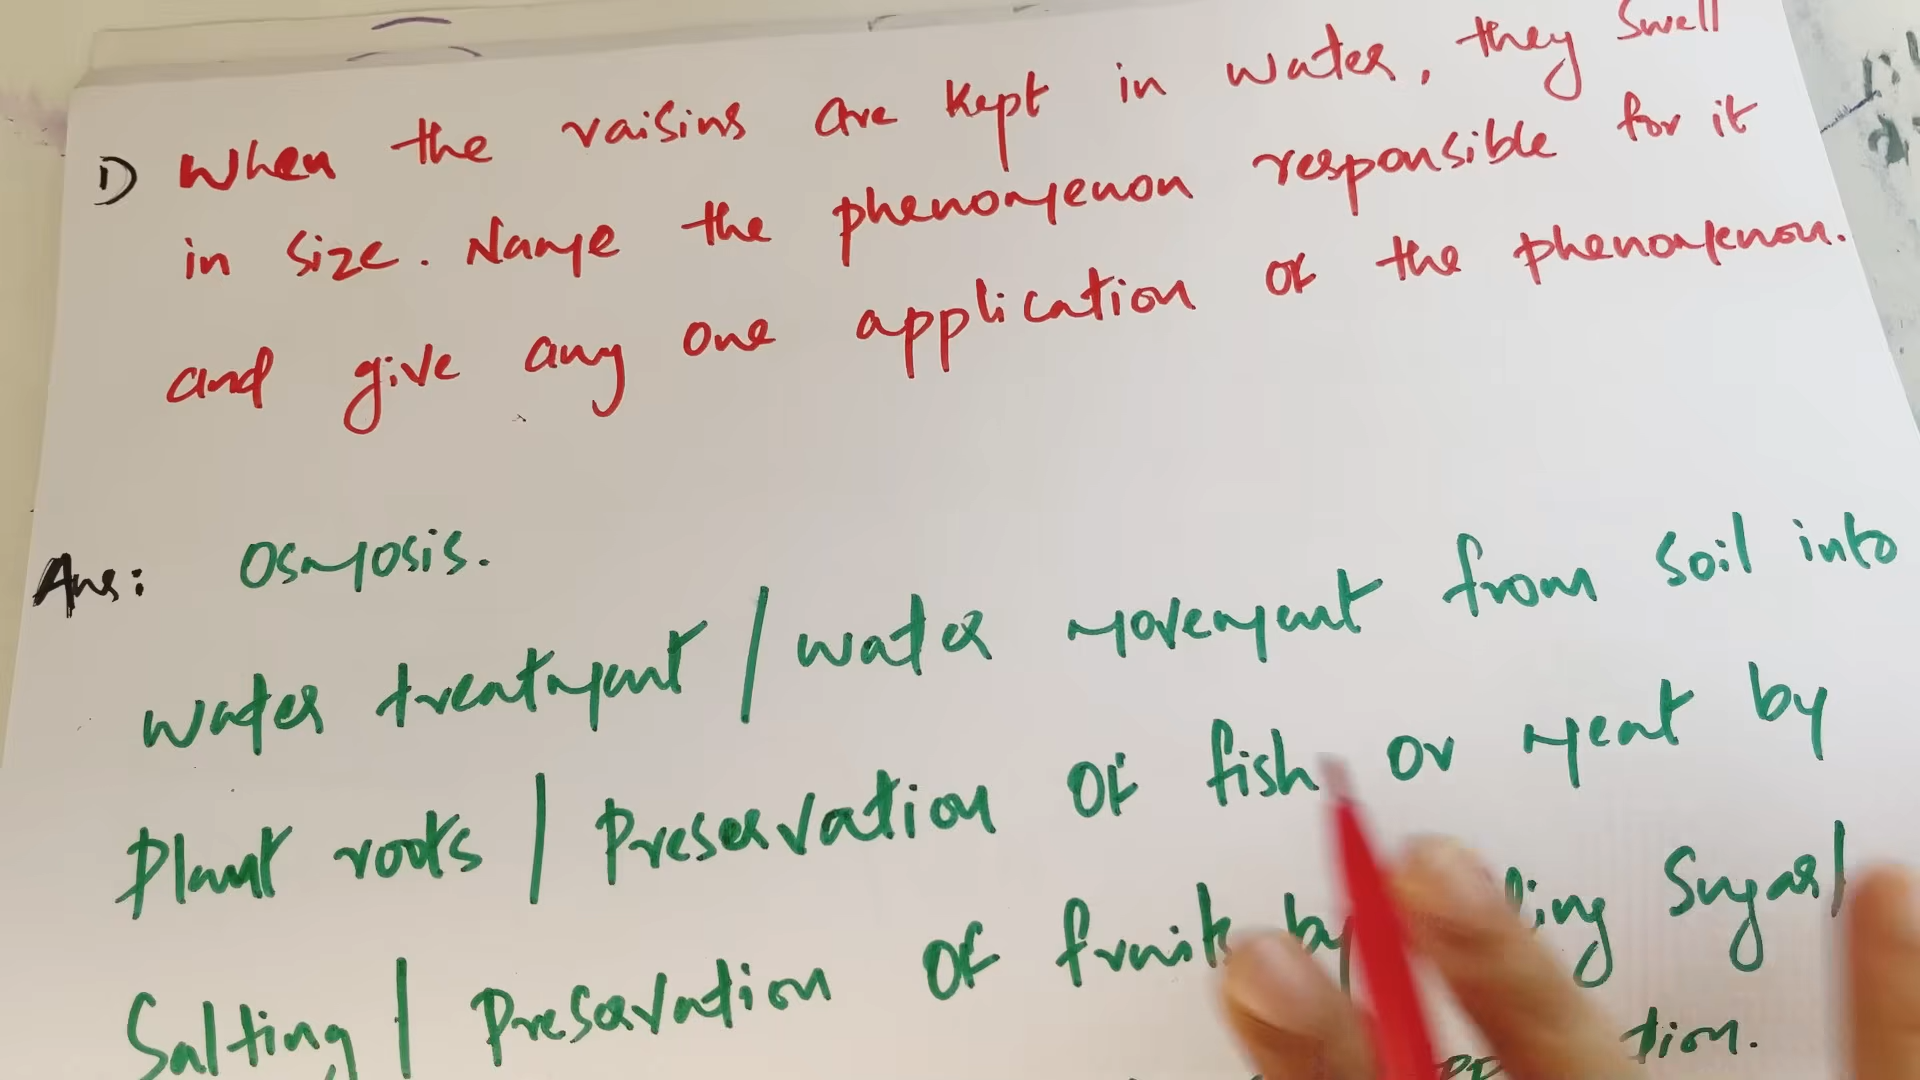 1) When the raisins are kept in water, they swell
in size. Name the phenomenon responsible for it
and give any one application of the phenomenon.
Ans: Osmosis.
water treatment / water movement from soil into
Plant roots / Preservation of fish or meat by
Salting / Preservation of fruits by sugar/